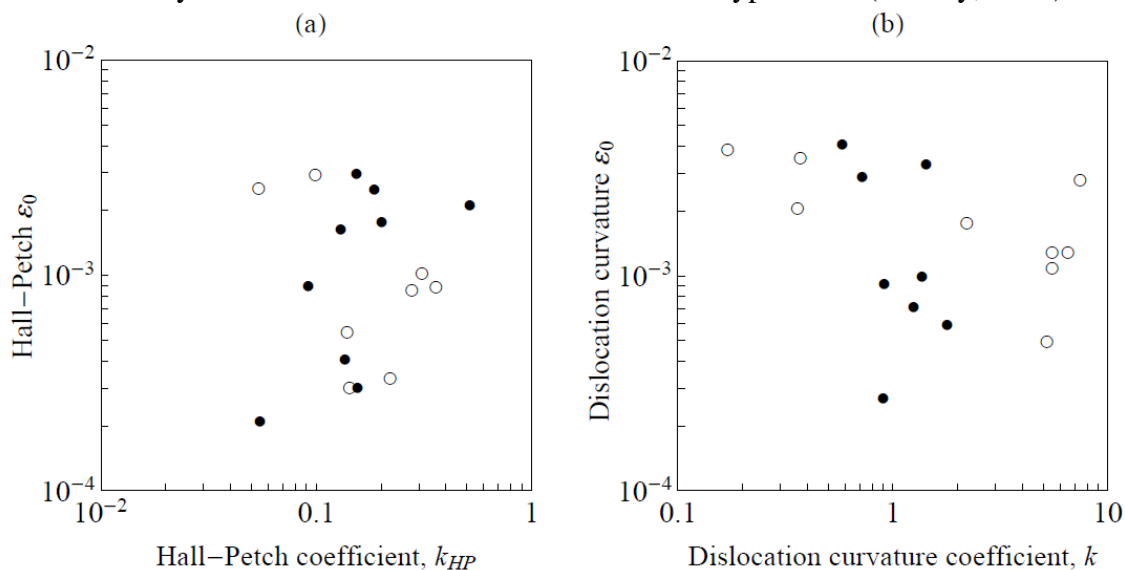 (a)
10⁻²
10⁻³
10⁻⁴
Hall–Petch ε₀
10⁻²
0.1
1
Hall–Petch coefficient, k_HP
(b)
10⁻²
10⁻³
10⁻⁴
Dislocation curvature ε₀
0.1
1
10
Dislocation curvature coefficient, k